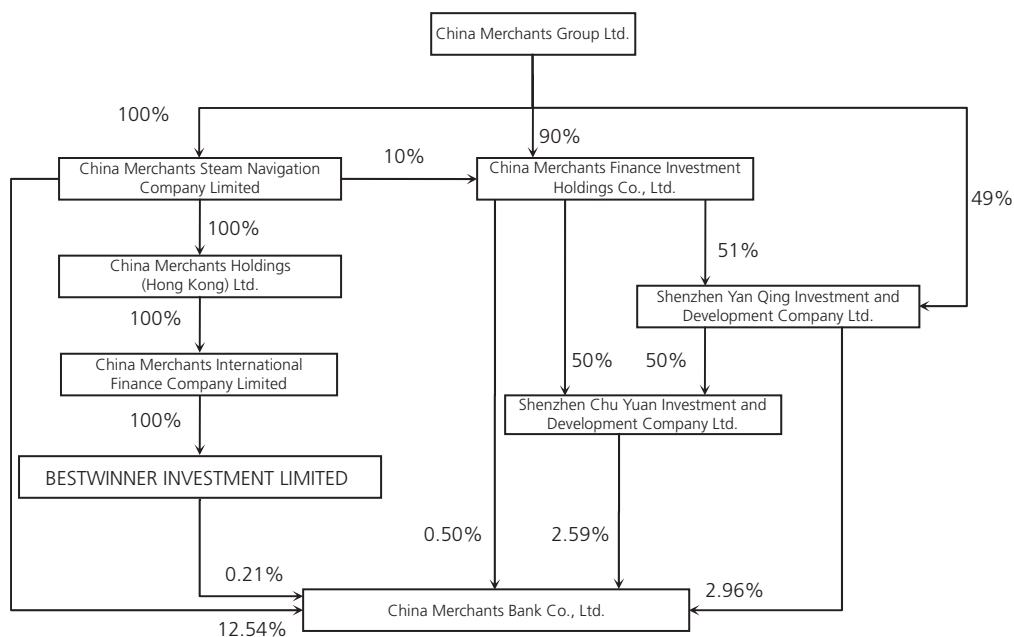 China Merchants Group Ltd.
100%
90%
China Merchants Steam Navigation
Company Limited
10%
China Merchants Finance Investment
Holdings Co., Ltd.
49%
100%
51%
China Merchants Holdings
(Hong Kong) Ltd.
Shenzhen Yan Qing Investment and
Development Company Ltd.
100%
China Merchants International
Finance Company Limited
50%
50%
100%
Shenzhen Chu Yuan Investment and
Development Company Ltd.
BESTWINNER INVESTMENT LIMITED
0.50%
2.59%
0.21%
2.96%
China Merchants Bank Co., Ltd.
12.54%